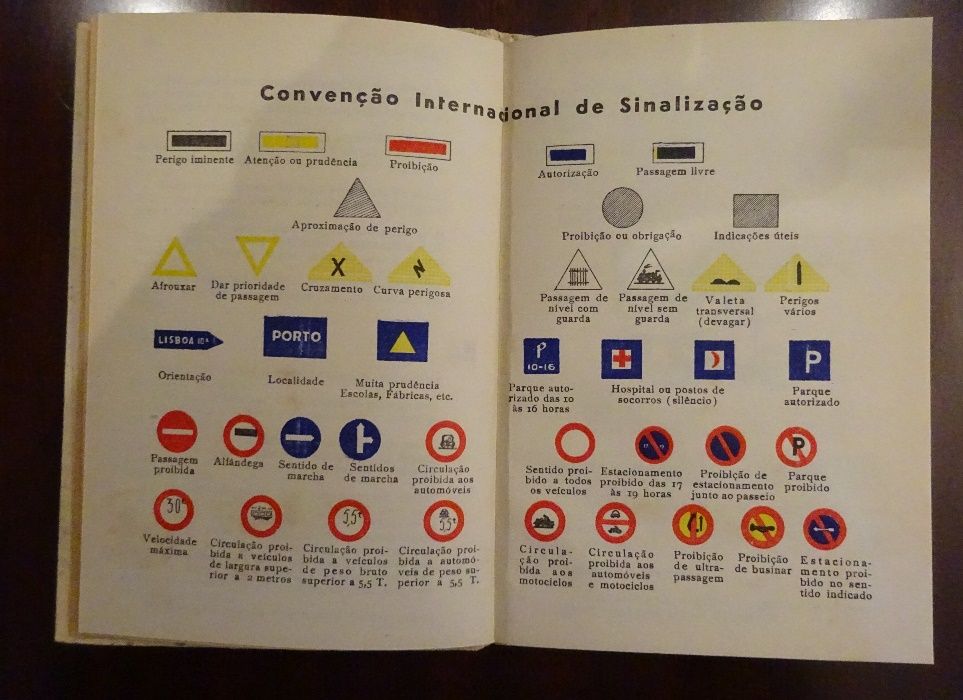 Convenção Internacional de Sinalização
Perigo iminente
Atenção ou prudência
Proibição
Aproximação de perigo
Afrouxar
Dar prioridade
de passagem
X
Cruzamento
N
Curva perigosa
LISBOA 10K
Orientação
PORTO
Localidade
Muita prudência
Escolas, Fábricas, etc.
Passagem
proibida
Alfândega
Sentido de
marcha
Sentidos
de marcha
Circulação
proibida aos
automóveis
30K
Velocidade
máxima
Circulação proi-
bida a veículos
de largura supe-
rior a 2 metros
5,5t
Circulação proi-
bida a veículos
de peso bruto
superior a 5,5 T.
5,5t
Circulação proi-
bida a automó-
veis de peso su-
perior a 5,5 T.
Autorização
Passagem livre
Proibição ou obrigação
Indicações úteis
Passagem de
nível com
guarda
Passagem de
nível sem
guarda
Valeta
transversal
(devagar)
Perigos
vários
P
10-16
Parque auto-
rizado das 10
às 16 horas
Hospital ou postos de
socorros (silêncio)
P
Parque
autorizado
Sentido proi-
bido a todos
os veículos
17 19
Estacionamento
proibido das 17
às 19 horas
Proibição de
estacionamento
junto ao passeio
P
Parque
proibido
Circula-
ção proi-
bida aos
motociclos
Circulação
proibida aos
automóveis
e motociclos
Proibição
de ultra-
passagem
Proibição
de businar
Estaciona-
mento proi-
bido no sen-
tido indicado